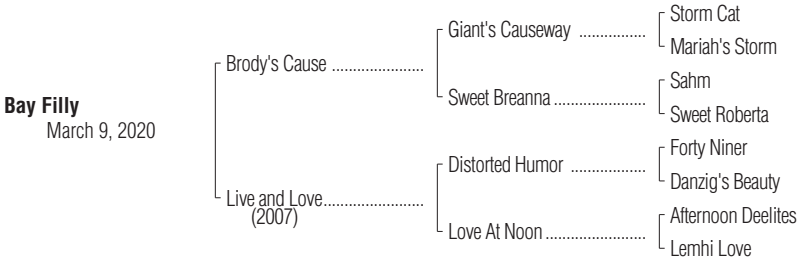 Storm Cat
Giant's Causeway ................
Mariah's Storm
Brody's Cause ......................
Sahm
Sweet Breanna ......................
Sweet Roberta
Bay Filly
March 9, 2020
Forty Niner
Distorted Humor ..................
Danzig's Beauty
Live and Love........................
(2007)
Afternoon Deelites
Love At Noon ........................
Lemhi Love